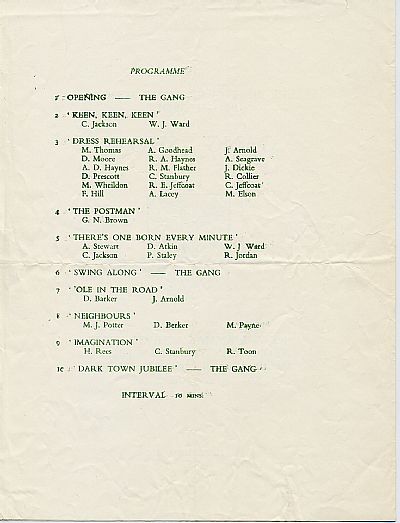 PROGRAMME
1 OPENING — THE GANG
2 'KEEN, KEEN, KEEN'
C. Jackson W. J. Ward
3 'DRESS REHEARSAL'
M. Thomas A. Goodhead J. Arnold
D. Moore R. A. Haynes A. Seagrave
A. D. Haynes R. M. Flather J. Dickie
D. Prescott C. Stanbury R. Collier
M. Wheildon R. E. Jeffcoat C. Jeffcoat
F. Hill A. Lacey M. Elson
4 'THE POSTMAN'
G. N. Brown
5 'THERE'S ONE BORN EVERY MINUTE'
A. Stewart D. Atkin W. J Ward
C. Jackson P. Staley R. Jordan
6 'SWING ALONG' — THE GANG
7 'OLE IN THE ROAD'
D. Barker J. Arnold
8 'NEIGHBOURS'
M. J. Potter D. Berker M. Payne
9 'IMAGINATION'
H. Rees C. Stanbury R. Toon
10 'DARK TOWN JUBILEE' — THE GANG
INTERVAL 10 MINS